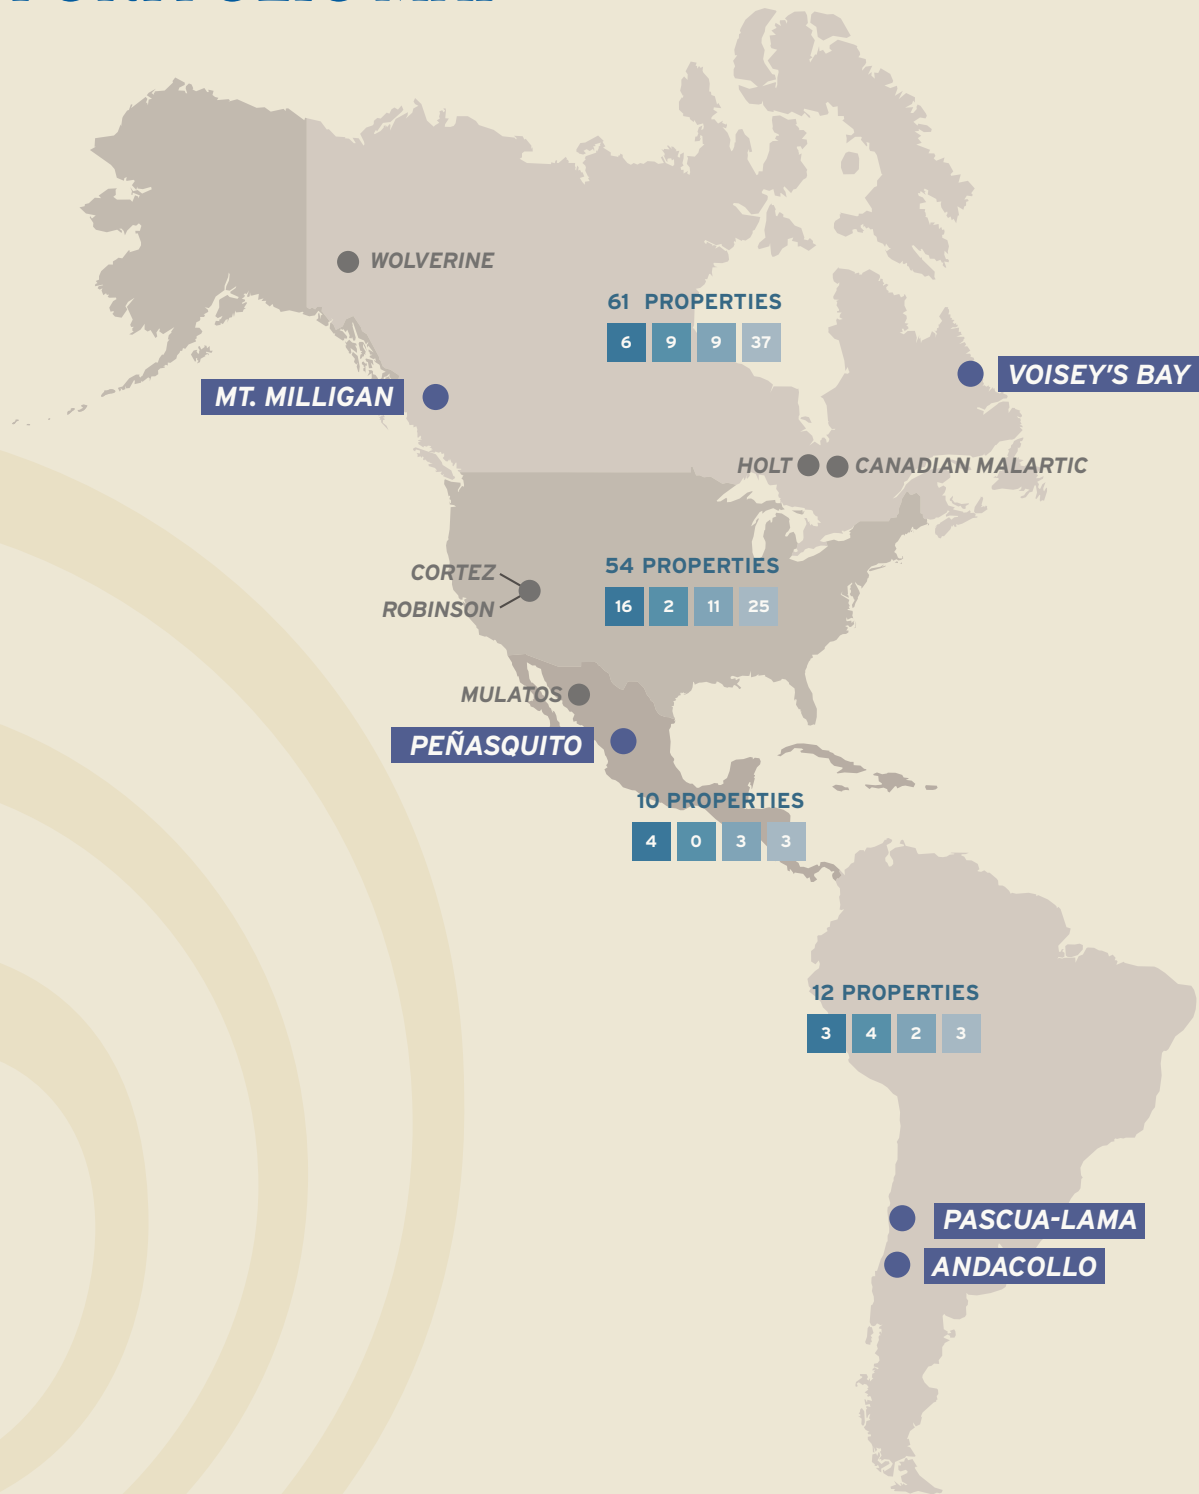 WOLVERINE
61 PROPERTIES
6 9 9 37
MT. MILLIGAN
VOISEY'S BAY
HOLT
CANADIAN MALARTIC
CORTEZ
ROBINSON
54 PROPERTIES
16 2 11 25
MULATOS
PEÑASQUITO
10 PROPERTIES
4 0 3 3
12 PROPERTIES
3 4 2 3
PASCUA-LAMA
ANDACOLLO